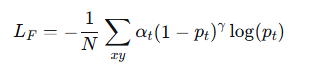 L_F = -\frac{1}{N} \sum_{xy} \alpha_t (1 - p_t)^\gamma \log(p_t)